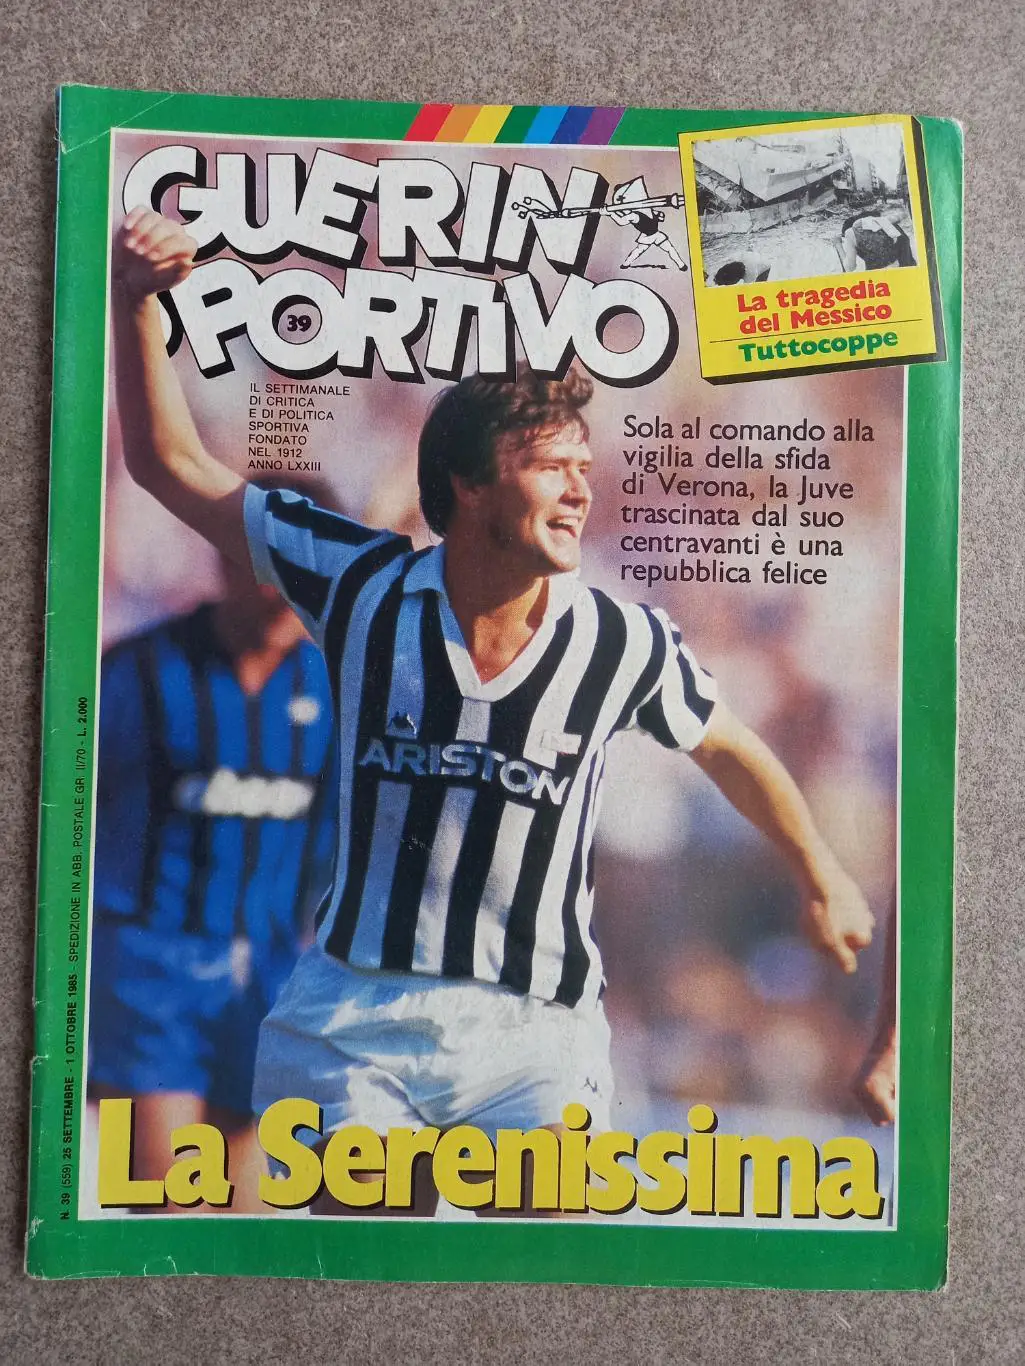 GUERIN
SPORTIVO
39
IL SETTIMANALE
DI CRITICA
E DI POLITICA
SPORTIVA
FONDATO
NEL 1912
ANNO LXXIII
La tragedia
del Messico
Tuttocoppe
Sola al comando alla
vigilia della sfida
di Verona, la Juve
trascinata dal suo
centravanti è una
repubblica felice
ARISTON
La Serenissima
N. 39 (559) 25 SETTEMBRE - 1 OTTOBRE 1985 - SPEDIZIONE IN ABB. POSTALE GR. II/70 - L. 2.000